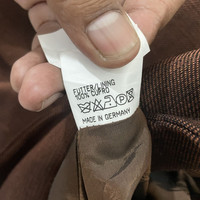 FUTTER/LINING
100% CUPRO
MADE IN GERMANY